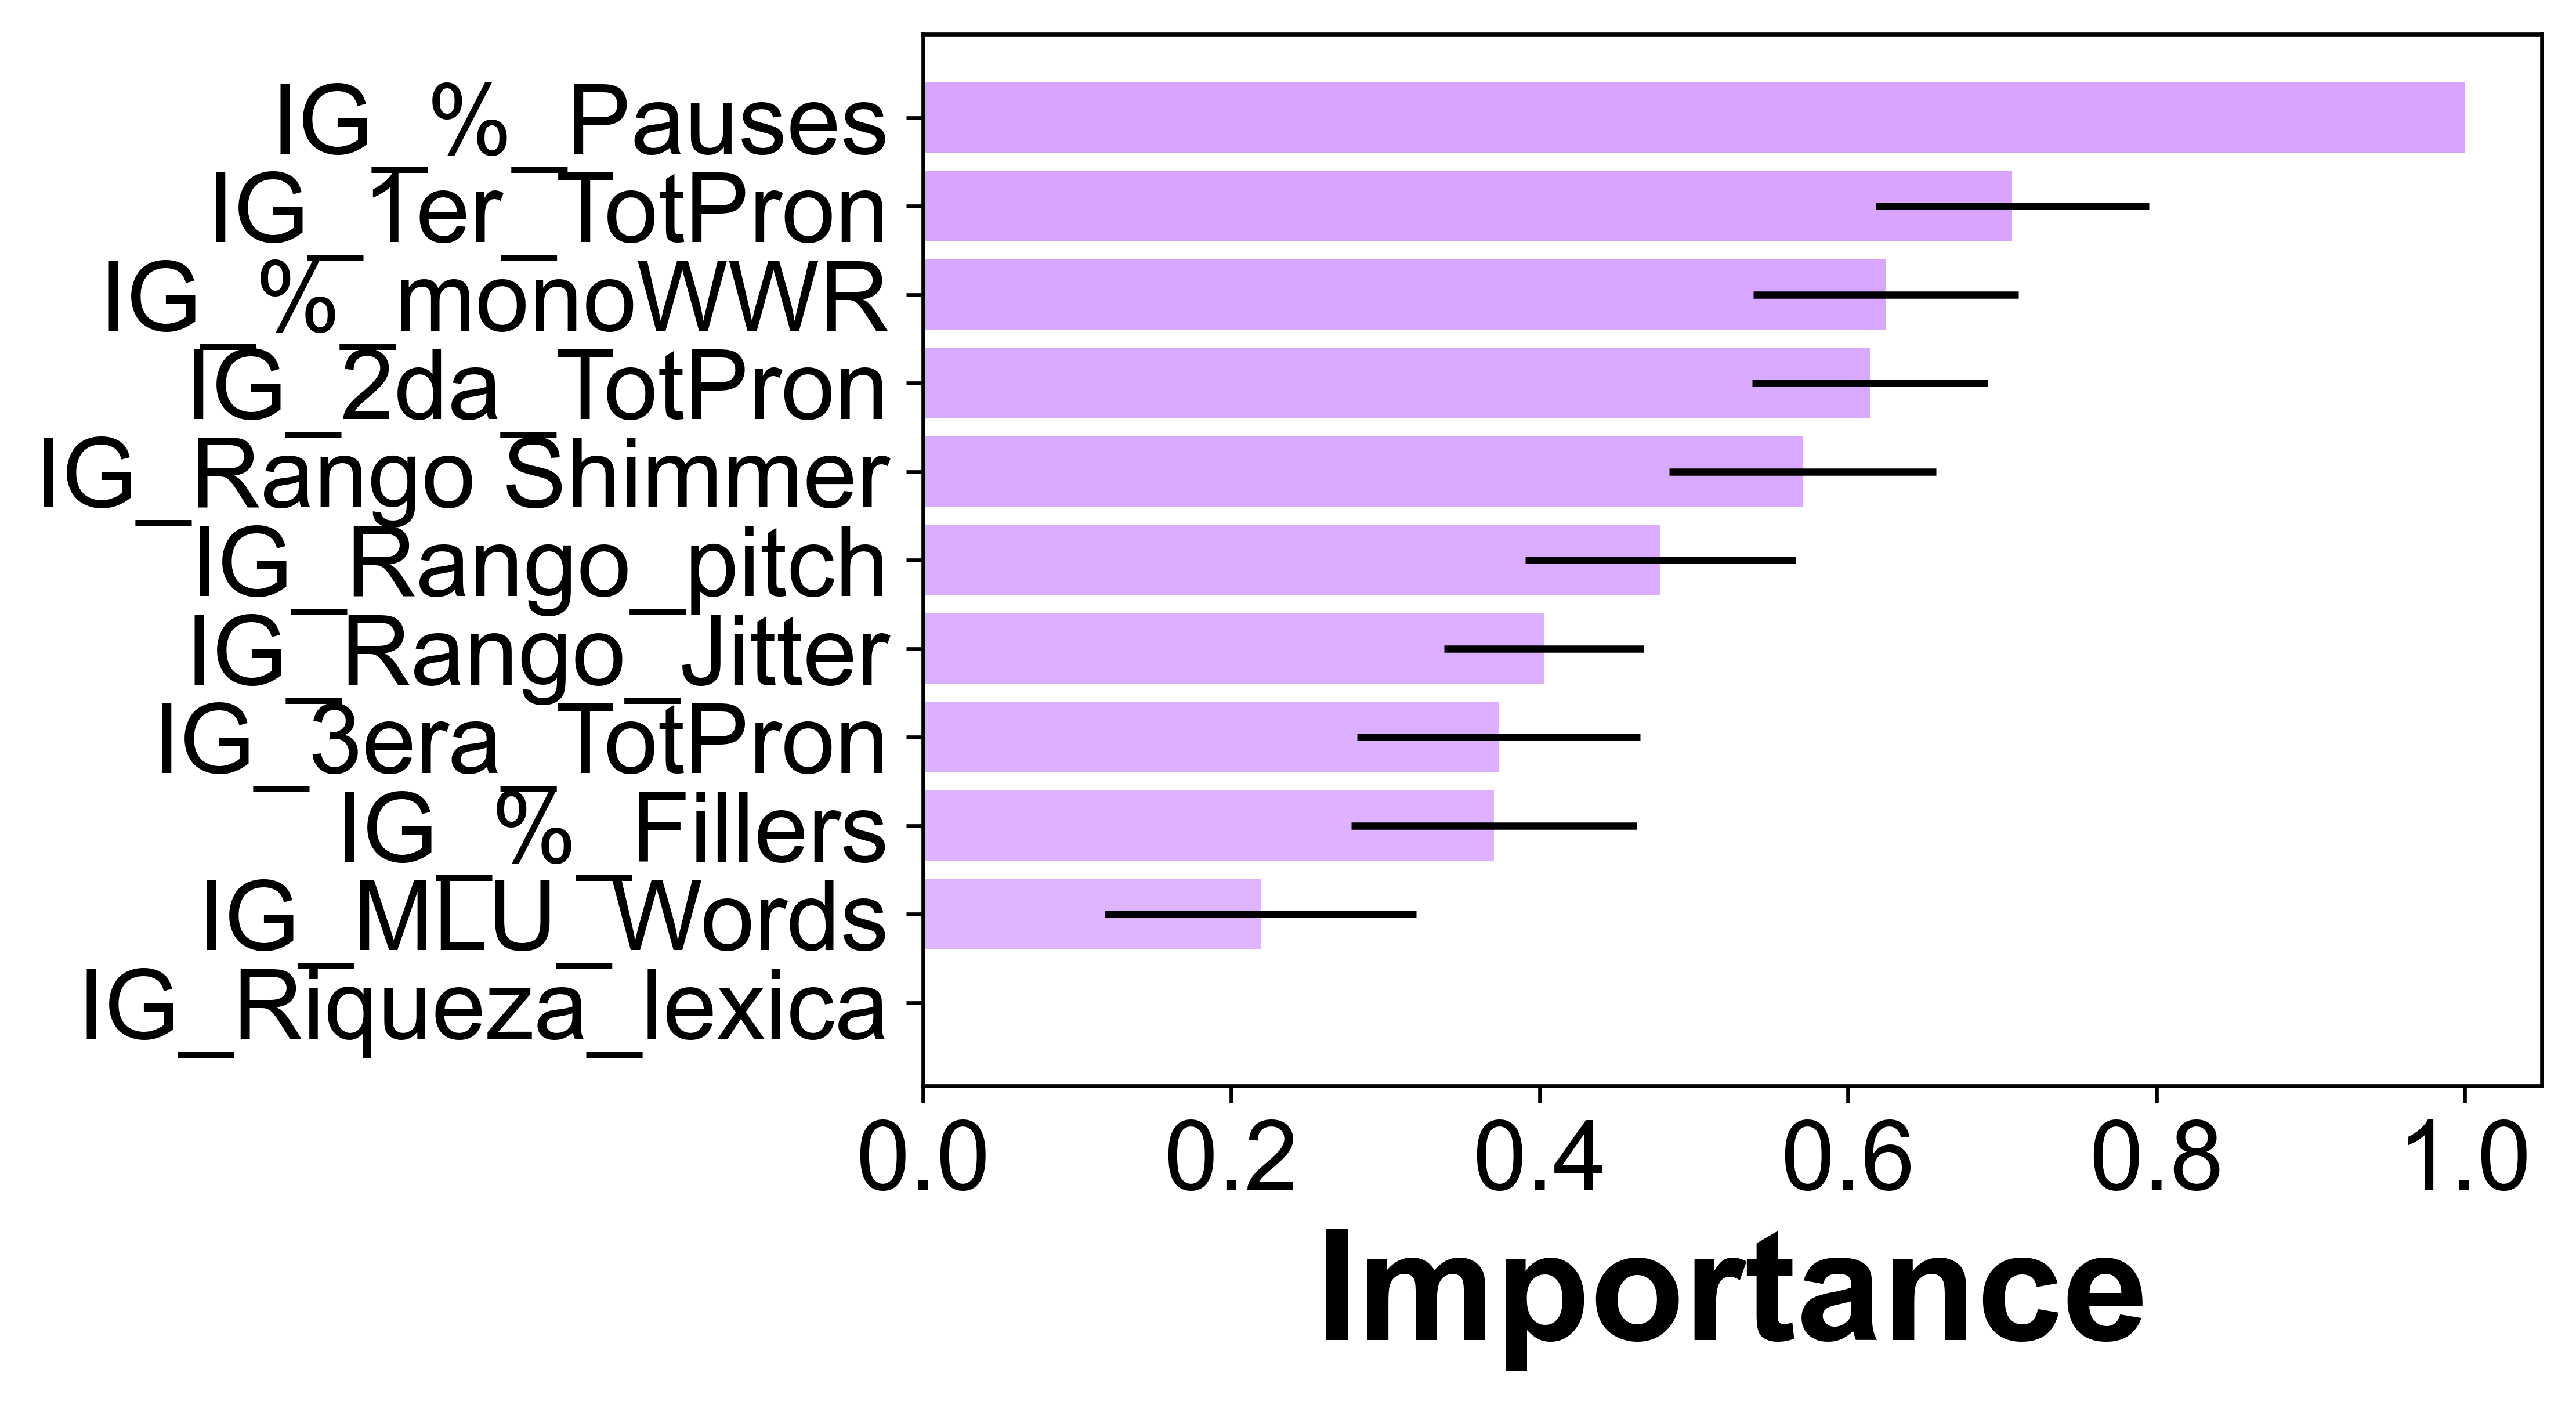 IG_%_Pauses
IG_1er_TotPron
IG_%_monoWWR
IG_2da_TotPron
IG_Rango Shimmer
IG_Rango_pitch
IG_Rango_Jitter
IG_3era_TotPron
IG_%_Fillers
IG_MLU_Words
IG_Riqueza_lexica
0.0 0.2 0.4 0.6 0.8 1.0
Importance